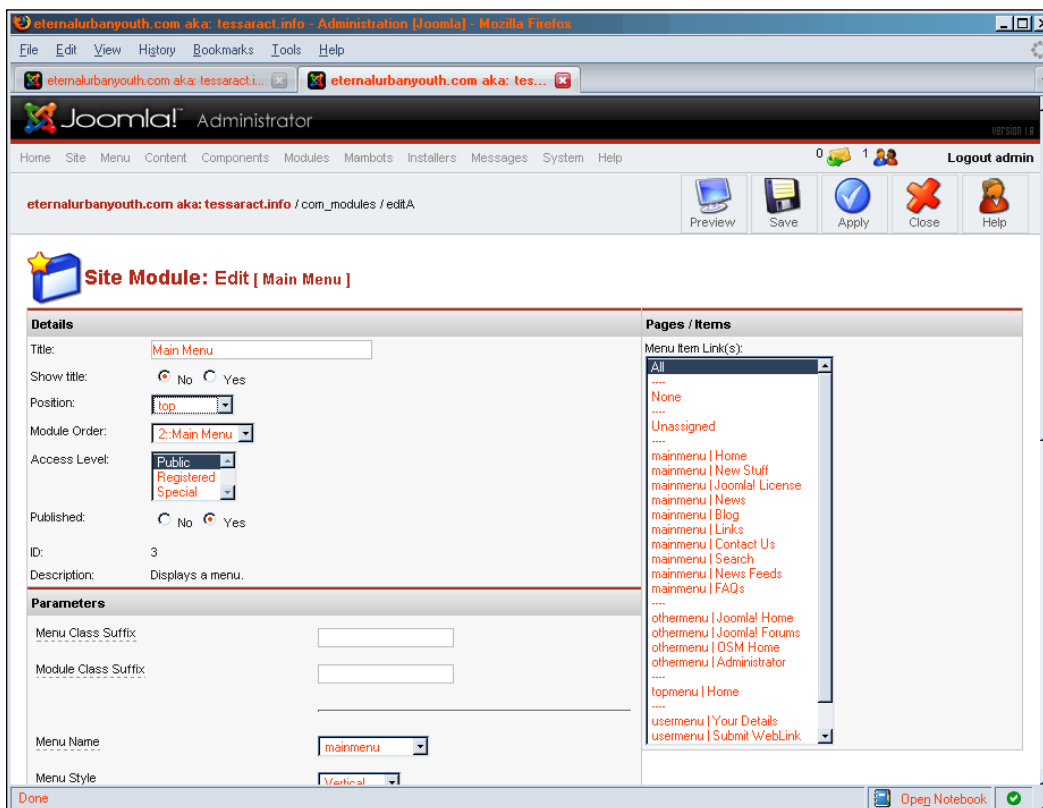 eternalurbanyouth.com aka: tessaract.info - Administration [Joomla] - Mozilla Firefox
File Edit View History Bookmarks Tools Help
eternalurbanyouth.com aka: tessaract.i... eternalurbanyouth.com aka: tes...
Joomla!™ Administrator
version 1.0
Home Site Menu Content Components Modules Mambots Installers Messages System Help 0 1 Logout admin
eternalurbanyouth.com aka: tessaract.info / com_modules / editA
Preview Save Apply Close Help
Site Module: Edit [ Main Menu ]
Details
Title: Main Menu
Show title: No Yes
Position: top
Module Order: 2::Main Menu
Access Level: Public
Registered
Special
Published: No Yes
ID: 3
Description: Displays a menu.
Parameters
Menu Class Suffix
Module Class Suffix
Menu Name mainmenu
Menu Style Vertical
Pages / Items
Menu Item Link(s):
All
----
None
----
Unassigned
----
mainmenu | Home
mainmenu | New Stuff
mainmenu | Joomla! License
mainmenu | News
mainmenu | Blog
mainmenu | Links
mainmenu | Contact Us
mainmenu | Search
mainmenu | News Feeds
mainmenu | FAQs
----
othermenu | Joomla! Home
othermenu | Joomla! Forums
othermenu | OSM Home
othermenu | Administrator
----
topmenu | Home
----
usermenu | Your Details
usermenu | Submit WebLink
Done Open Notebook